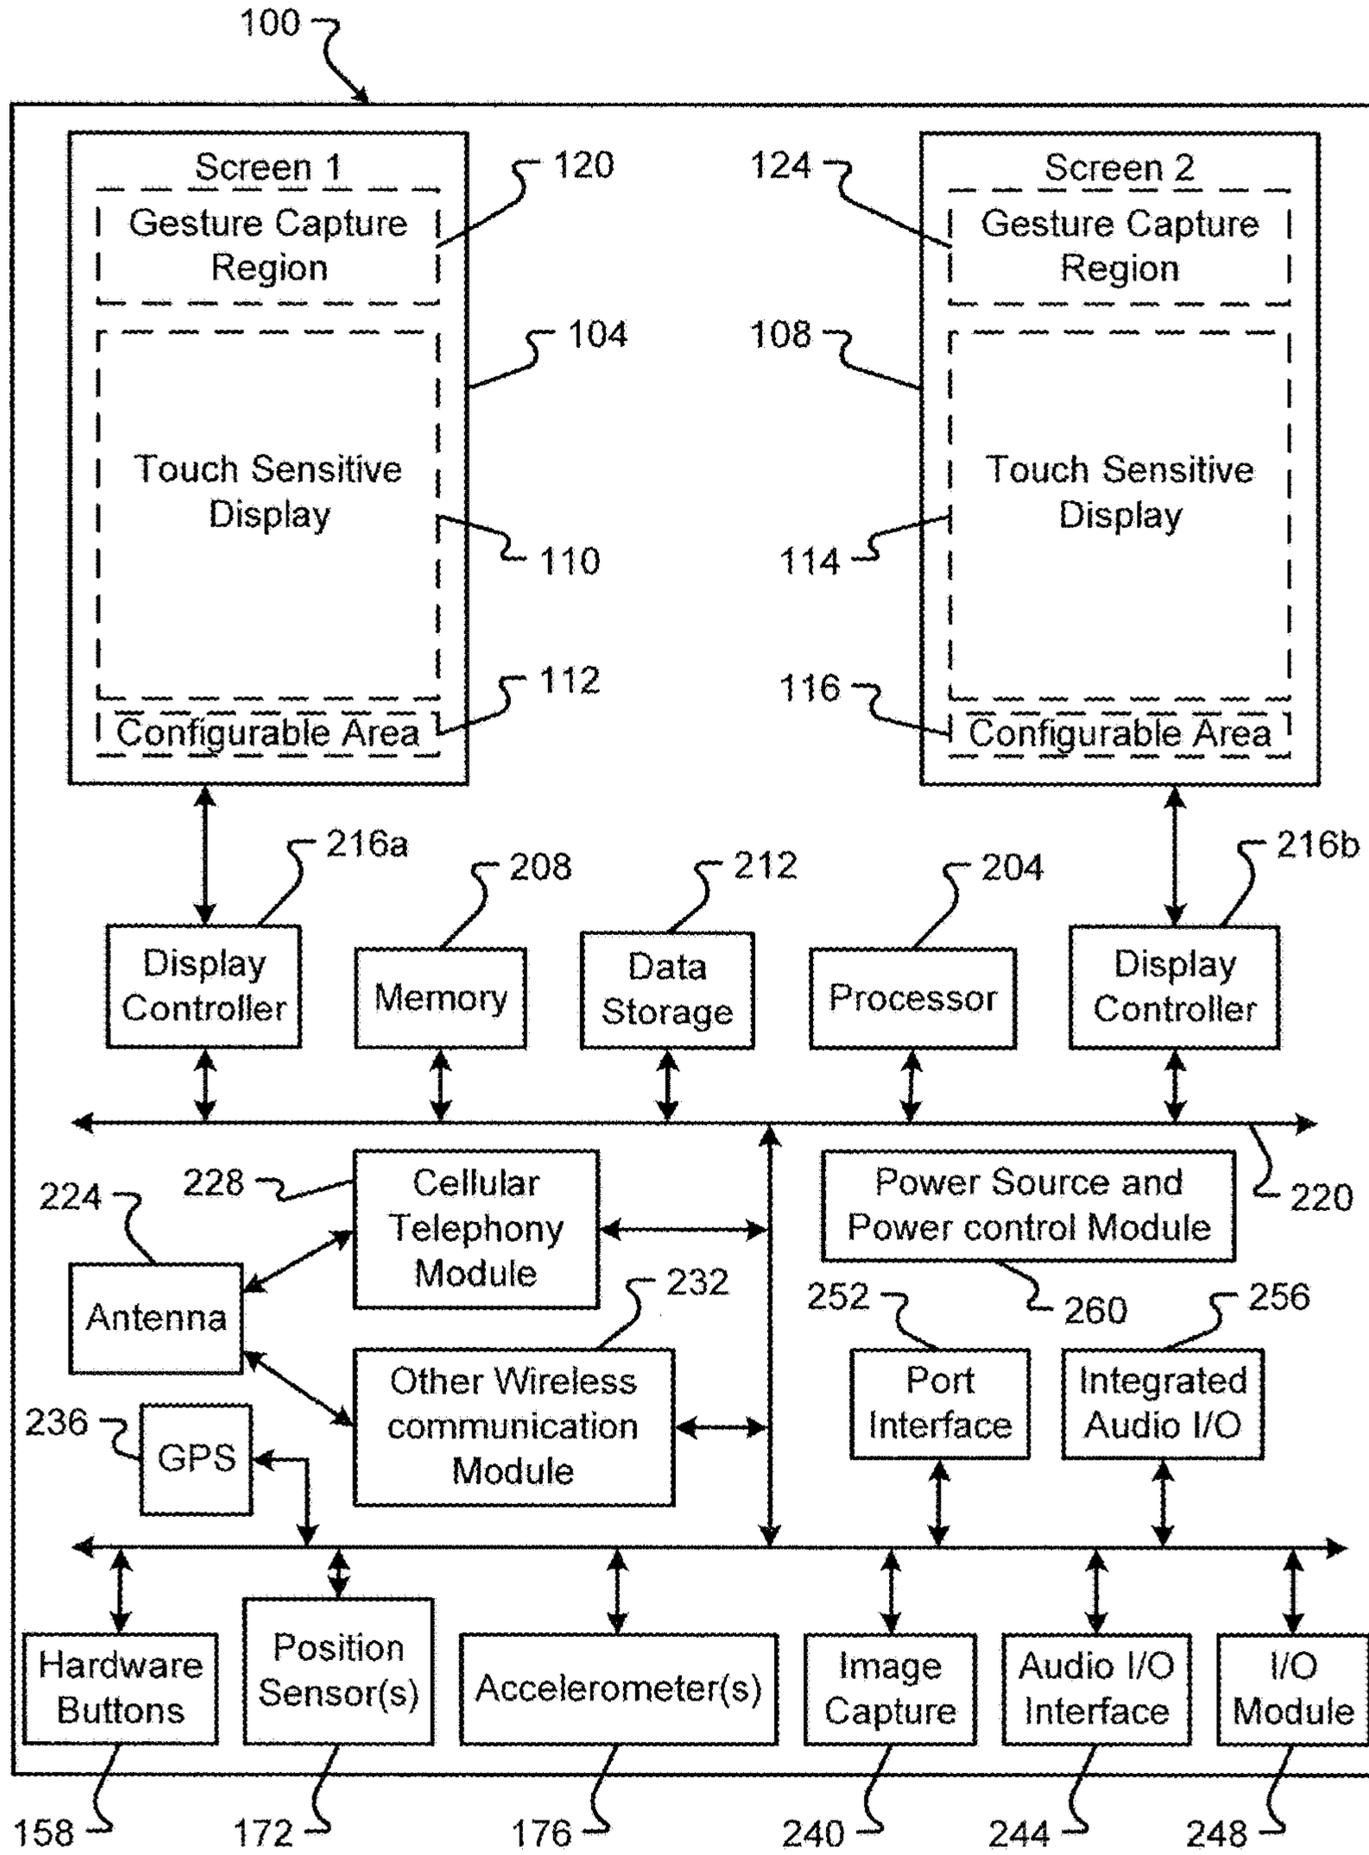 100
Screen 1
120
124
Screen 2
Gesture Capture
Region
Gesture Capture
Region
104
108
Touch Sensitive
Display
Touch Sensitive
Display
110
114
112
116
Configurable Area
Configurable Area
216a
208
212
204
216b
Display
Controller
Memory
Data
Storage
Processor
Display
Controller
224
228
Cellular
Telephony
Module
Power Source and
Power control Module
220
Antenna
232
252
260
256
236
GPS
Other Wireless
communication
Module
Port
Interface
Integrated
Audio I/O
Hardware
Buttons
Position
Sensor(s)
Accelerometer(s)
Image
Capture
Audio I/O
Interface
I/O
Module
158
172
176
240
244
248